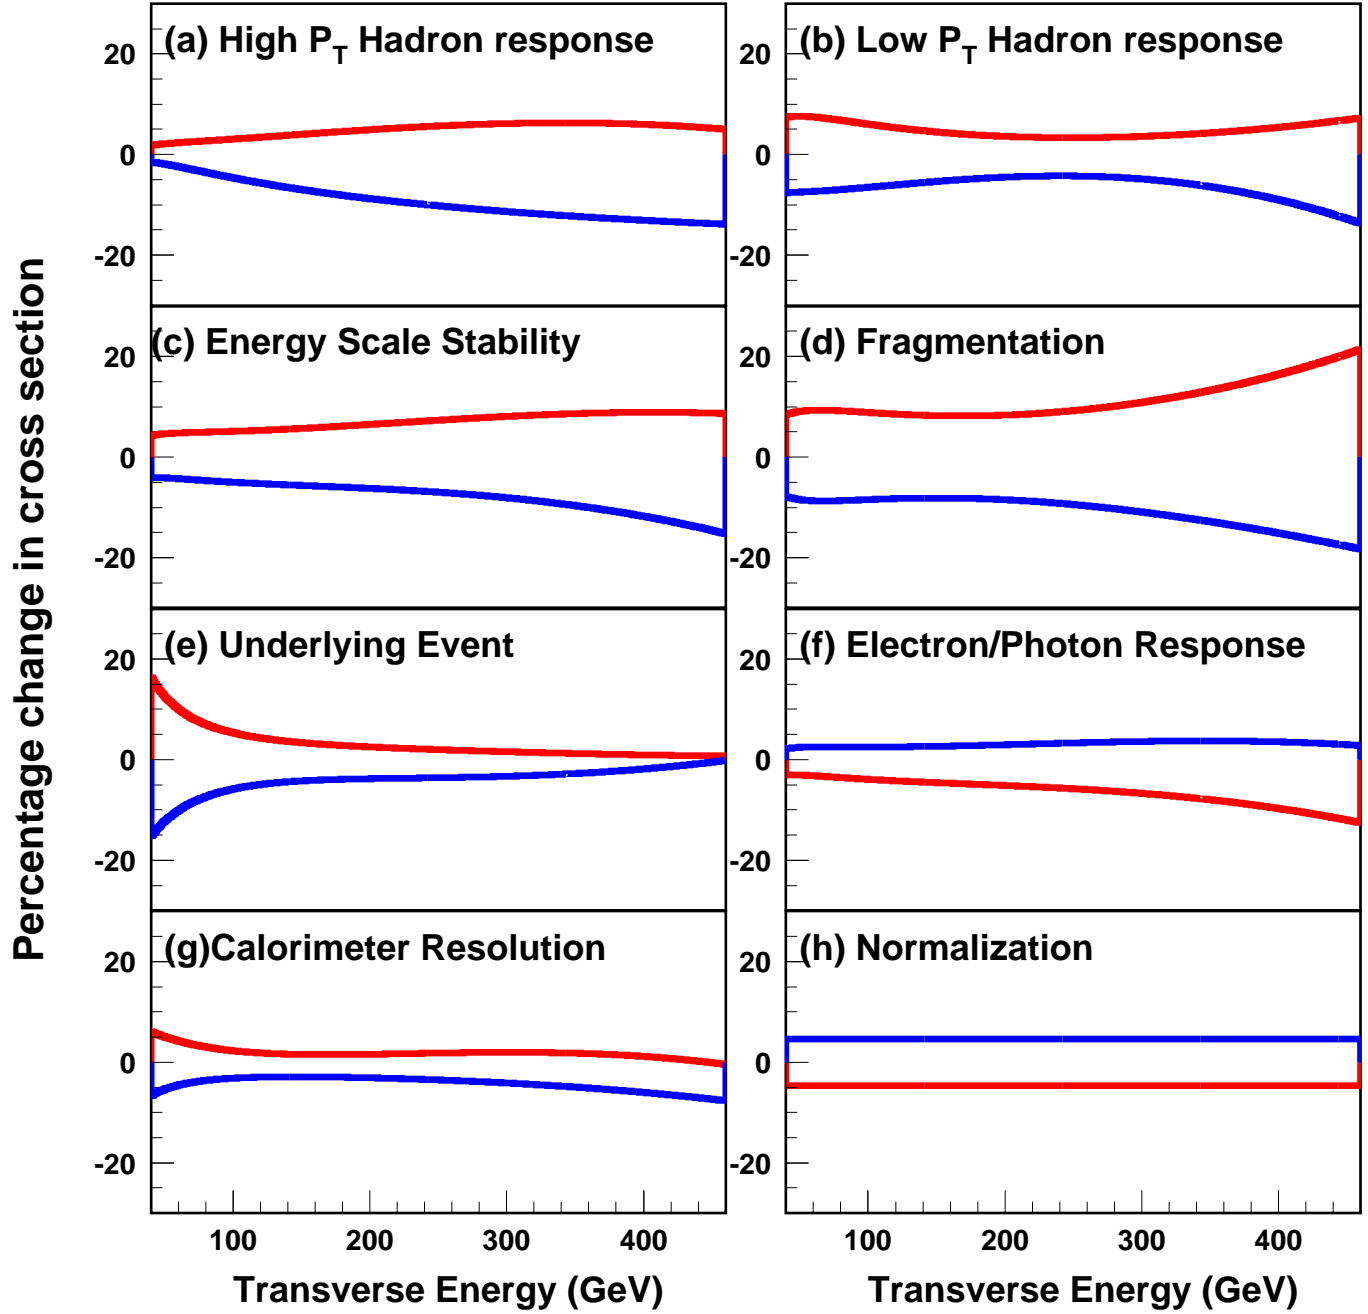 Percentage change in cross section
(a) High P_T Hadron response
20
0
-20
(b) Low P_T Hadron response
20
0
-20
(c) Energy Scale Stability
20
0
-20
(d) Fragmentation
20
0
-20
(e) Underlying Event
20
0
-20
(f) Electron/Photon Response
20
0
-20
(g)Calorimeter Resolution
20
0
-20
100 200 300 400
Transverse Energy (GeV)
(h) Normalization
20
0
-20
100 200 300 400
Transverse Energy (GeV)